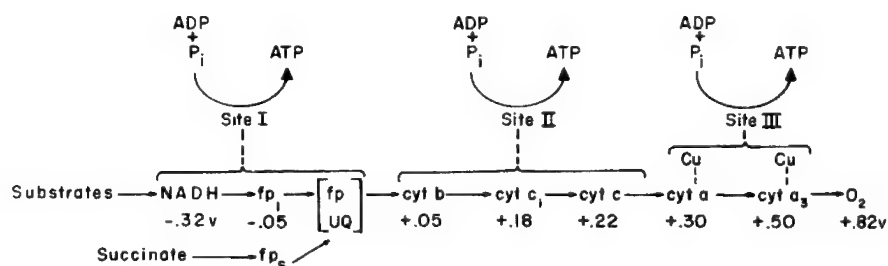 ADP ADP ADP
+ + +
Pi ATP Pi ATP Pi ATP
Site I Site II Site III
Cu Cu
Substrates NADH fp1 [fp cyt b cyt c1 cyt c cyt a cyt a3 O2
-.32v -.05 UQ] +.05 +.18 +.22 +.30 +.50 +.82v
Succinate fps